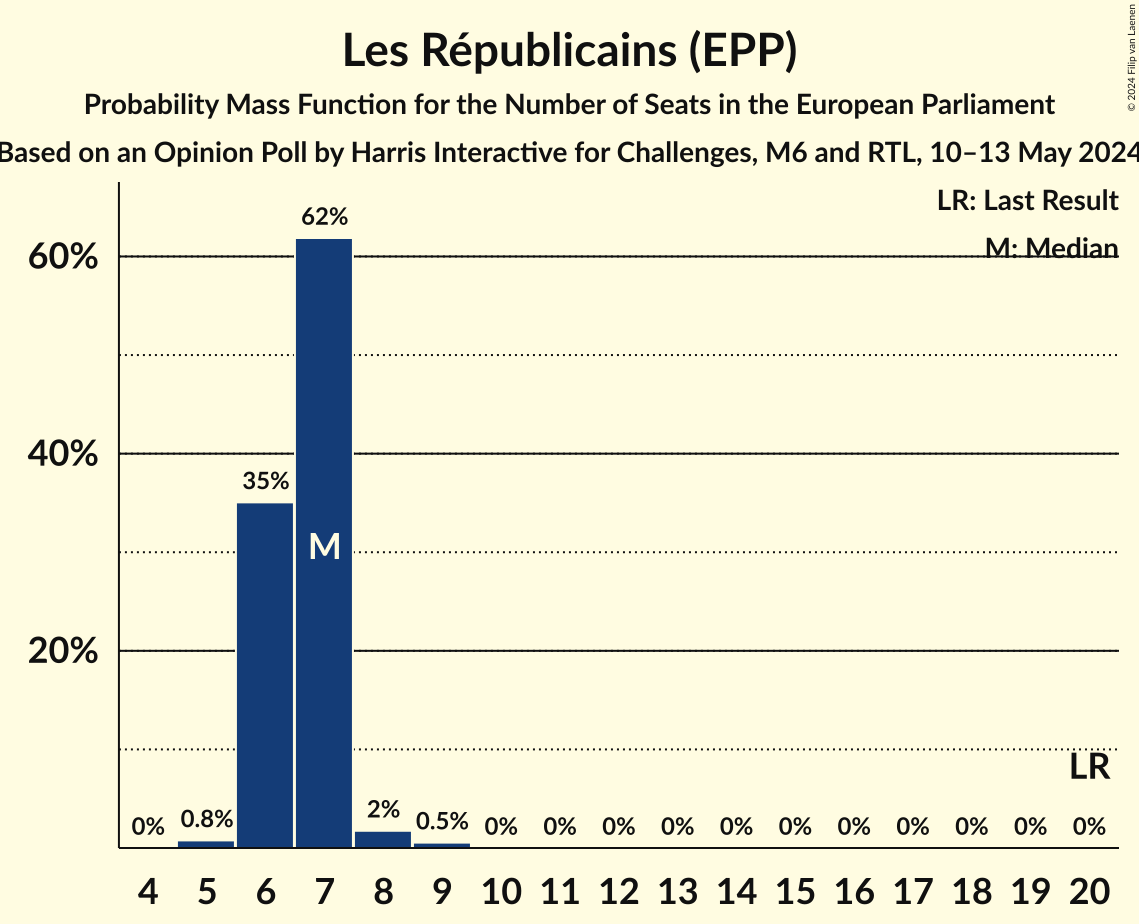 Les Républicains (EPP)
Probability Mass Function for the Number of Seats in the European Parliament
Based on an Opinion Poll by Harris Interactive for Challenges, M6 and RTL, 10–13 May 2024
© 2024 Filip van Laenen
LR: Last Result
M: Median
60%
40%
20%
0% 0.8% 35% 62% 2% 0.5% 0% 0% 0% 0% 0% 0% 0% 0% 0% 0% 0%
M
LR
4 5 6 7 8 9 10 11 12 13 14 15 16 17 18 19 20